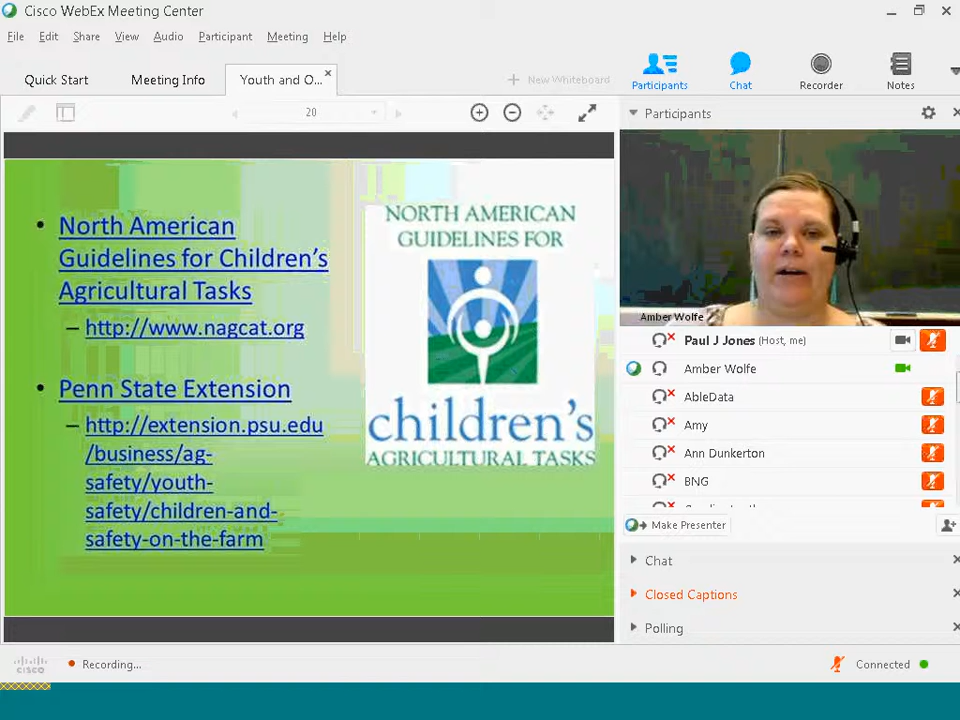 Cisco WebEx Meeting Center
File Edit Share View Audio Participant Meeting Help
Quick Start Meeting Info Youth and O... New Whiteboard
Participants Chat Recorder Notes
20
Participants
• North American
Guidelines for Children's
Agricultural Tasks
– http://www.nagcat.org
• Penn State Extension
– http://extension.psu.edu
/business/ag-
safety/youth-
safety/children-and-
safety-on-the-farm
NORTH AMERICAN
GUIDELINES FOR
children's
AGRICULTURAL TASKS
Amber Wolfe
Paul J Jones (Host, me)
Amber Wolfe
AbleData
Amy
Ann Dunkerton
BNG
Make Presenter
Chat
Closed Captions
Polling
cisco
Recording...
Connected